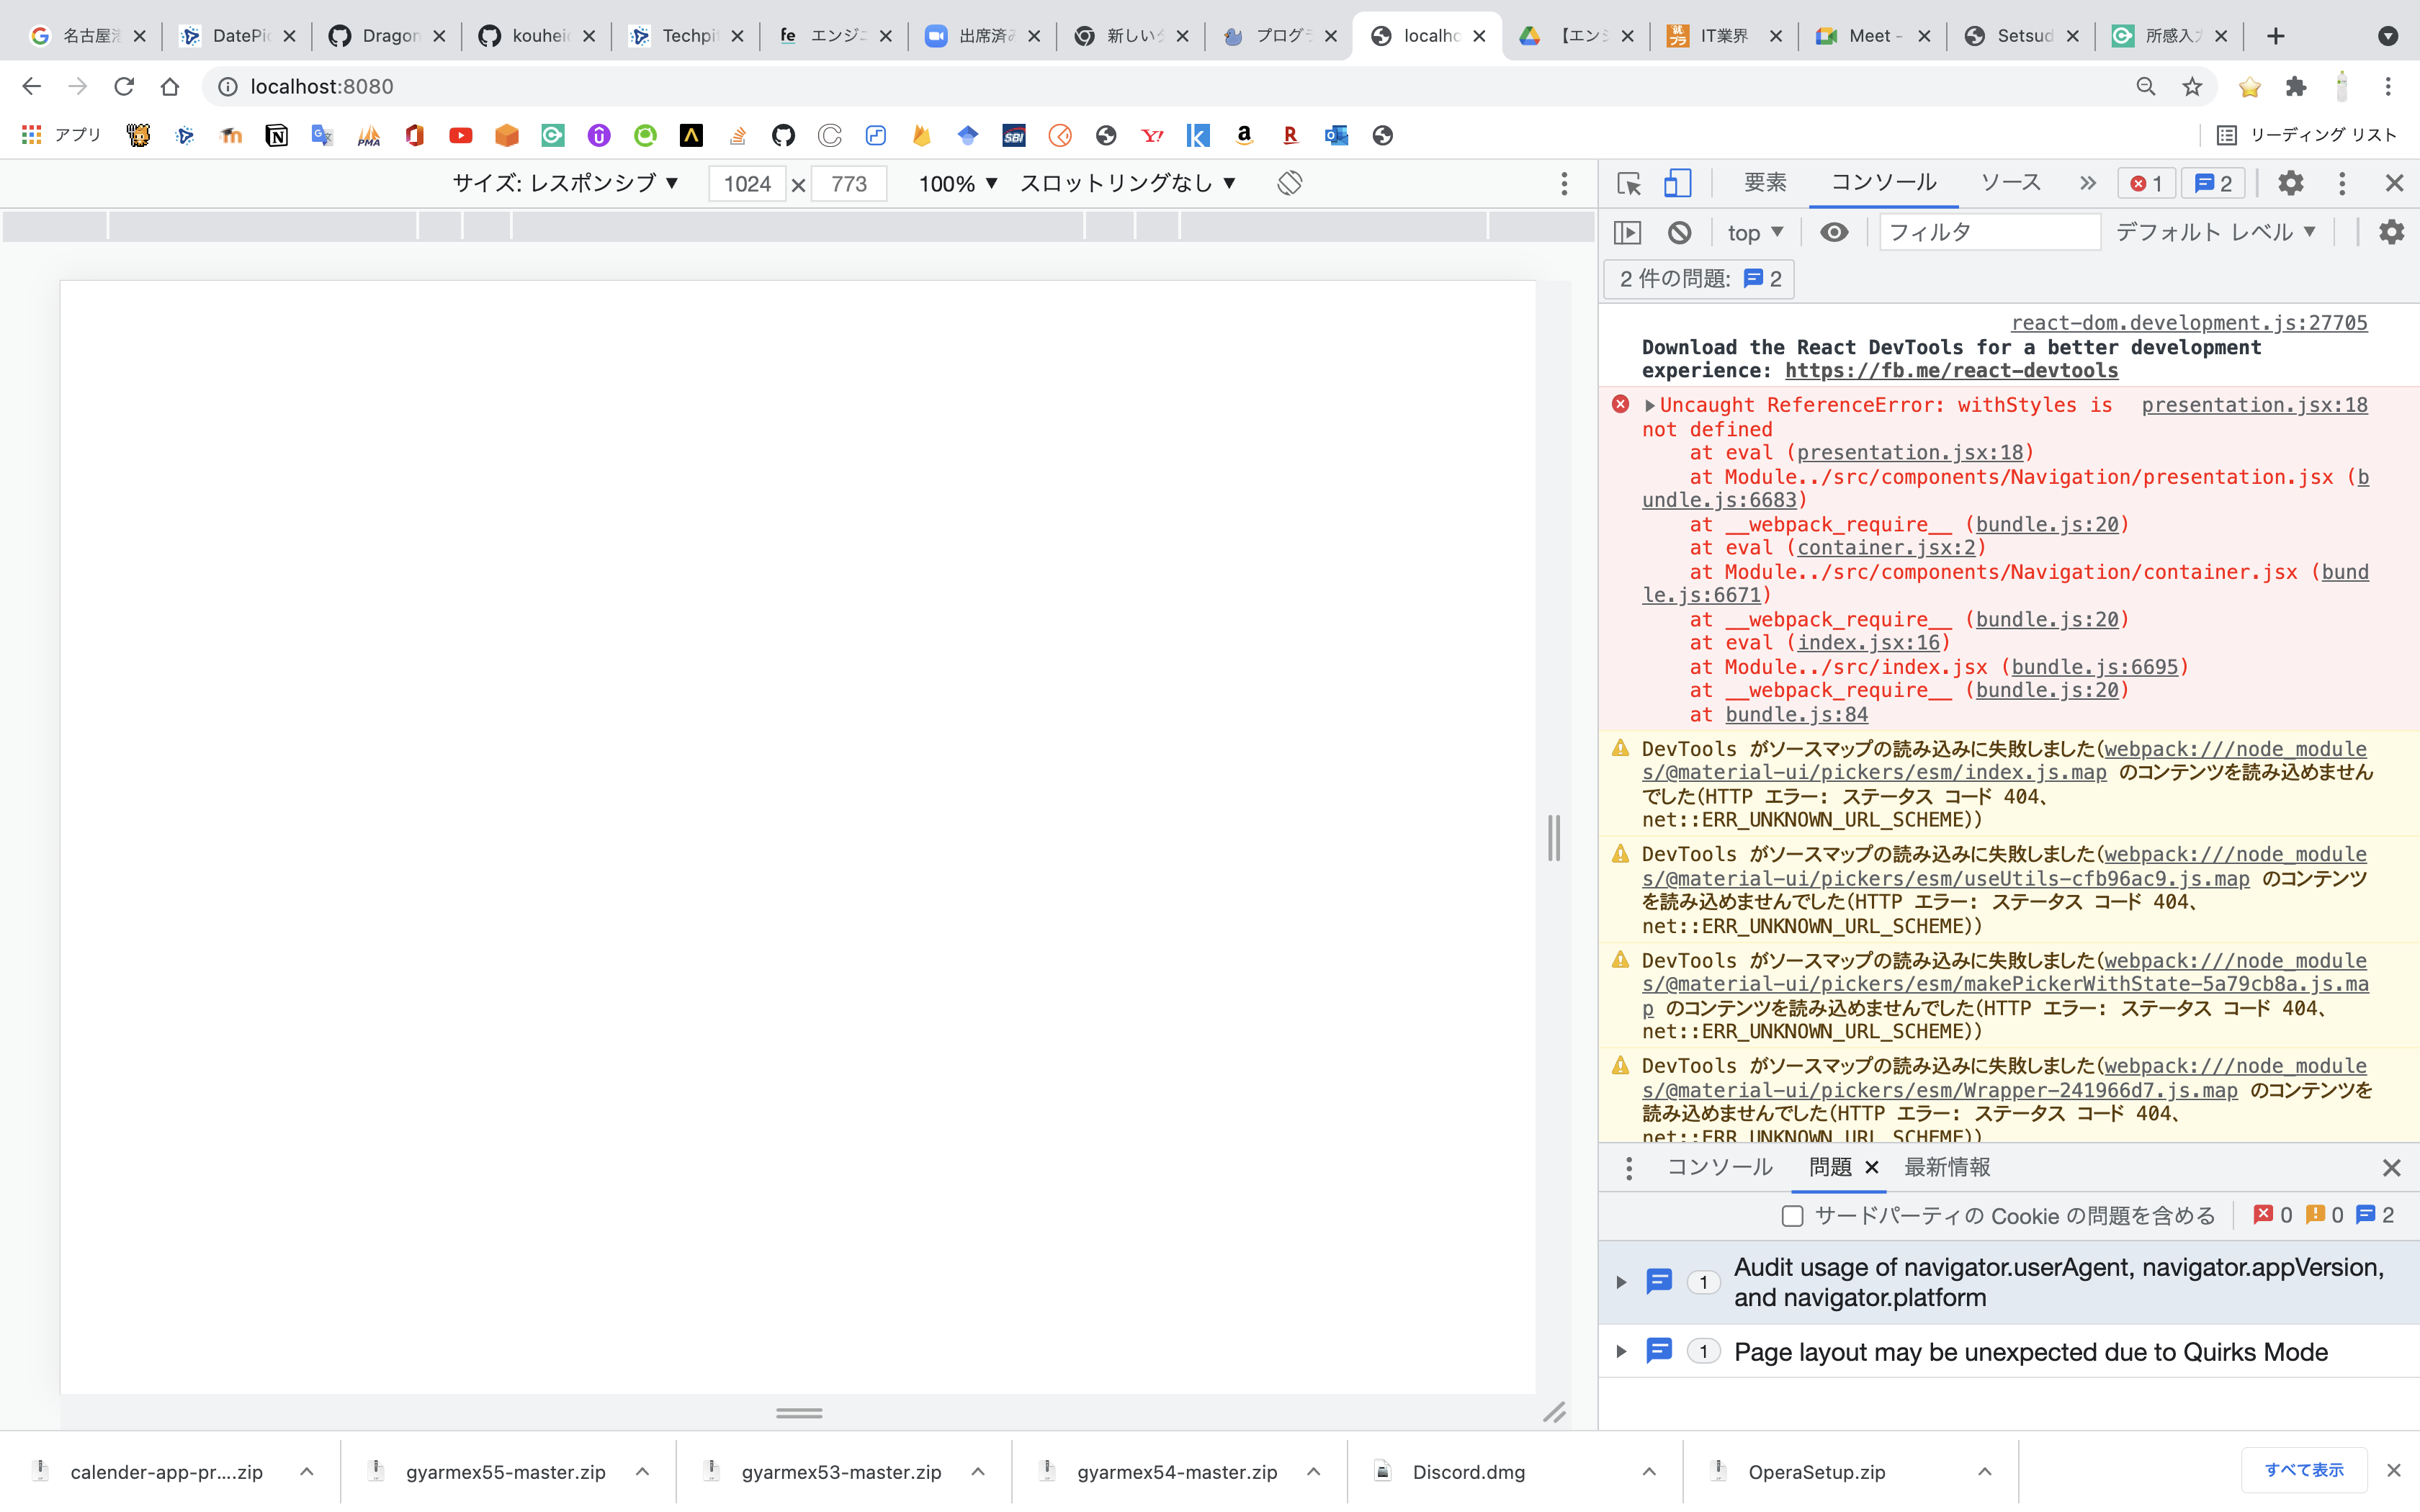 名古屋港
DatePic
Dragon
kouheic
Techpit
fe エンジニ
出席済み
新しいタ
プログラ
localho
【エンジ
IT業界
Meet -
Setsud
所感入力
localhost:8080
アプリ
PMA
SBI
リーディング リスト
サイズ: レスポンシブ ▼ 1024 × 773 100% ▼ スロットリングなし ▼
要素 コンソール ソース 1 2
top ▼ フィルタ デフォルト レベル ▼
2 件の問題: 2
react-dom.development.js:27705
Download the React DevTools for a better development
experience: https://fb.me/react-devtools
Uncaught ReferenceError: withStyles is presentation.jsx:18
not defined
at eval (presentation.jsx:18)
at Module../src/components/Navigation/presentation.jsx (b
undle.js:6683)
at __webpack_require__ (bundle.js:20)
at eval (container.jsx:2)
at Module../src/components/Navigation/container.jsx (bund
le.js:6671)
at __webpack_require__ (bundle.js:20)
at eval (index.jsx:16)
at Module../src/index.jsx (bundle.js:6695)
at __webpack_require__ (bundle.js:20)
at bundle.js:84
DevTools がソースマップの読み込みに失敗しました(webpack:///node_module
s/@material-ui/pickers/esm/index.js.map のコンテンツを読み込めません
でした(HTTP エラー: ステータス コード 404、
net::ERR_UNKNOWN_URL_SCHEME))
DevTools がソースマップの読み込みに失敗しました(webpack:///node_module
s/@material-ui/pickers/esm/useUtils-cfb96ac9.js.map のコンテンツ
を読み込めませんでした(HTTP エラー: ステータス コード 404、
net::ERR_UNKNOWN_URL_SCHEME))
DevTools がソースマップの読み込みに失敗しました(webpack:///node_module
s/@material-ui/pickers/esm/makePickerWithState-5a79cb8a.js.ma
p のコンテンツを読み込めませんでした(HTTP エラー: ステータス コード 404、
net::ERR_UNKNOWN_URL_SCHEME))
DevTools がソースマップの読み込みに失敗しました(webpack:///node_module
s/@material-ui/pickers/esm/Wrapper-241966d7.js.map のコンテンツを
読み込めませんでした(HTTP エラー: ステータス コード 404、
net::ERR_UNKNOWN_URL_SCHEME))
コンソール 問題 最新情報
サードパーティの Cookie の問題を含める 0 0 2
1 Audit usage of navigator.userAgent, navigator.appVersion,
and navigator.platform
1 Page layout may be unexpected due to Quirks Mode
calender-app-pr....zip
gyarmex55-master.zip
gyarmex53-master.zip
gyarmex54-master.zip
Discord.dmg
OperaSetup.zip
すべて表示